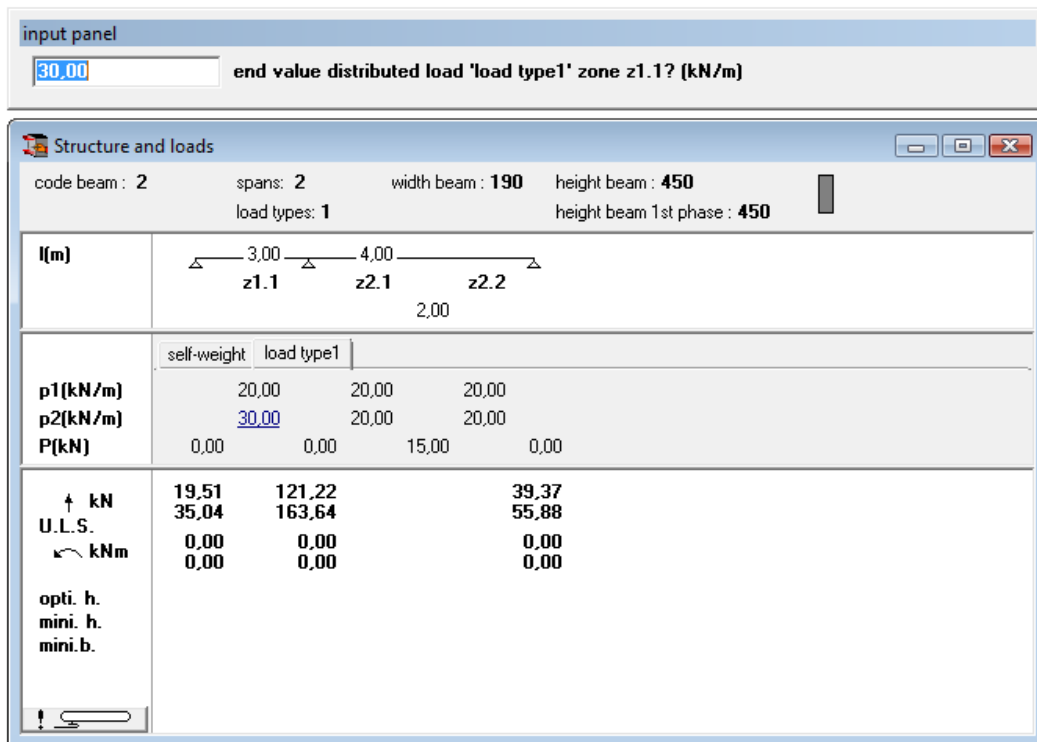 input panel
30,00 end value distributed load 'load type1' zone z1.1? (kN/m)
Structure and loads
code beam : 2 spans: 2 width beam : 190 height beam : 450
load types: 1 height beam 1st phase : 450
l(m) 3,00 4,00
z1.1 z2.1 z2.2
2,00
self-weight load type1
p1(kN/m) 20,00 20,00 20,00
p2(kN/m) 30,00 20,00 20,00
P(kN) 0,00 0,00 15,00 0,00
kN 19,51 121,22 39,37
35,04 163,64 55,88
U.L.S.
kNm 0,00 0,00 0,00
0,00 0,00 0,00
opti. h.
mini. h.
mini.b.
!